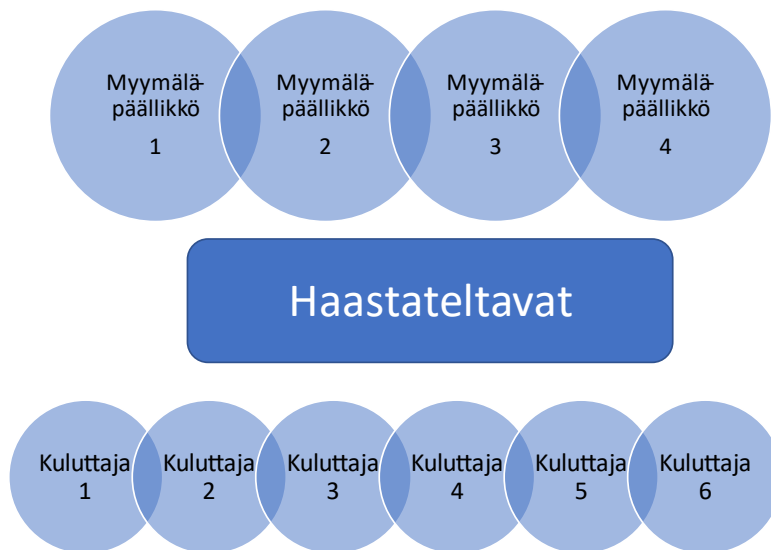 Myymälä-
päällikkö
1
Myymälä-
päällikkö
2
Myymälä-
päällikkö
3
Myymälä-
päällikkö
4
Haastateltavat
Kuluttaja
1
Kuluttaja
2
Kuluttaja
3
Kuluttaja
4
Kuluttaja
5
Kuluttaja
6